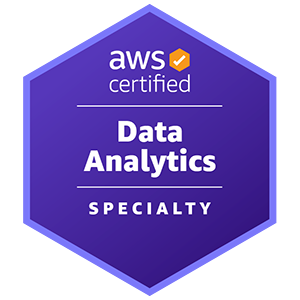 aws
certified
Data
Analytics
SPECIALTY